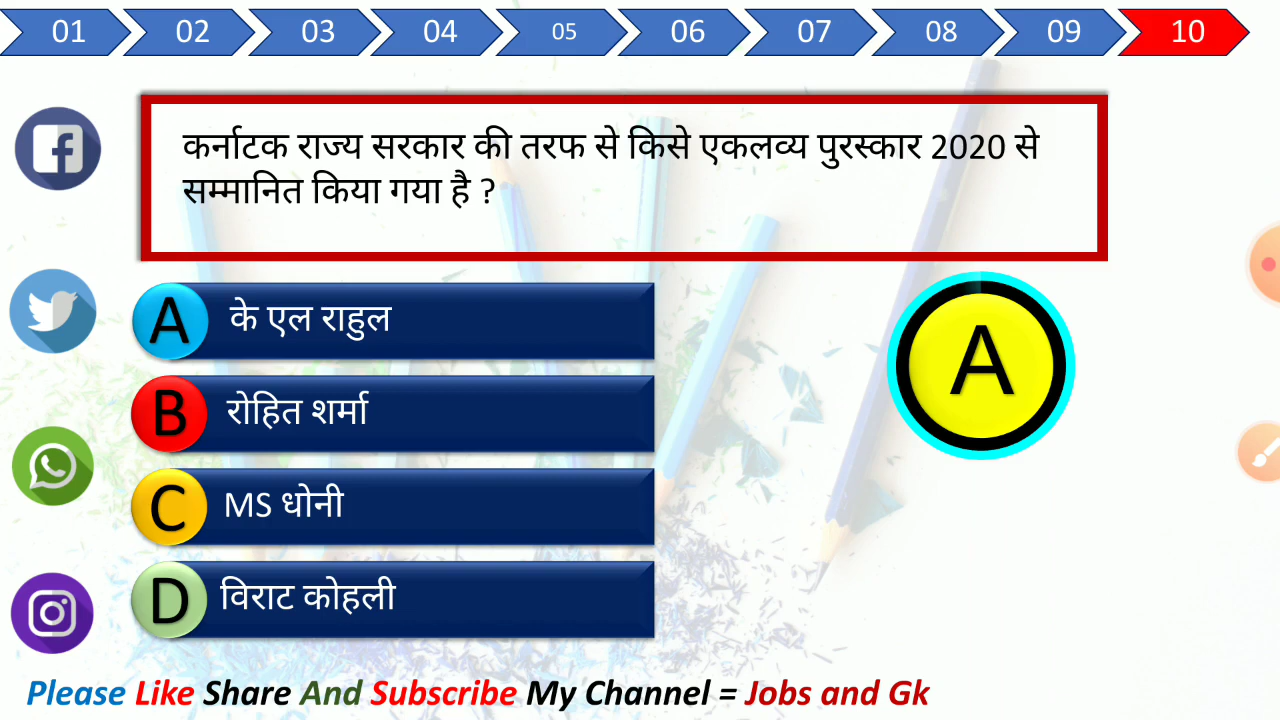 01 02 03 04 05 06 07 08 09 10
कर्नाटक राज्य सरकार की तरफ से किसे एकलव्य पुरस्कार 2020 से
सम्मानित किया गया है ?
A के एल राहुल
B रोहित शर्मा
C MS धोनी
D विराट कोहली
A
Please Like Share And Subscribe My Channel = Jobs and Gk